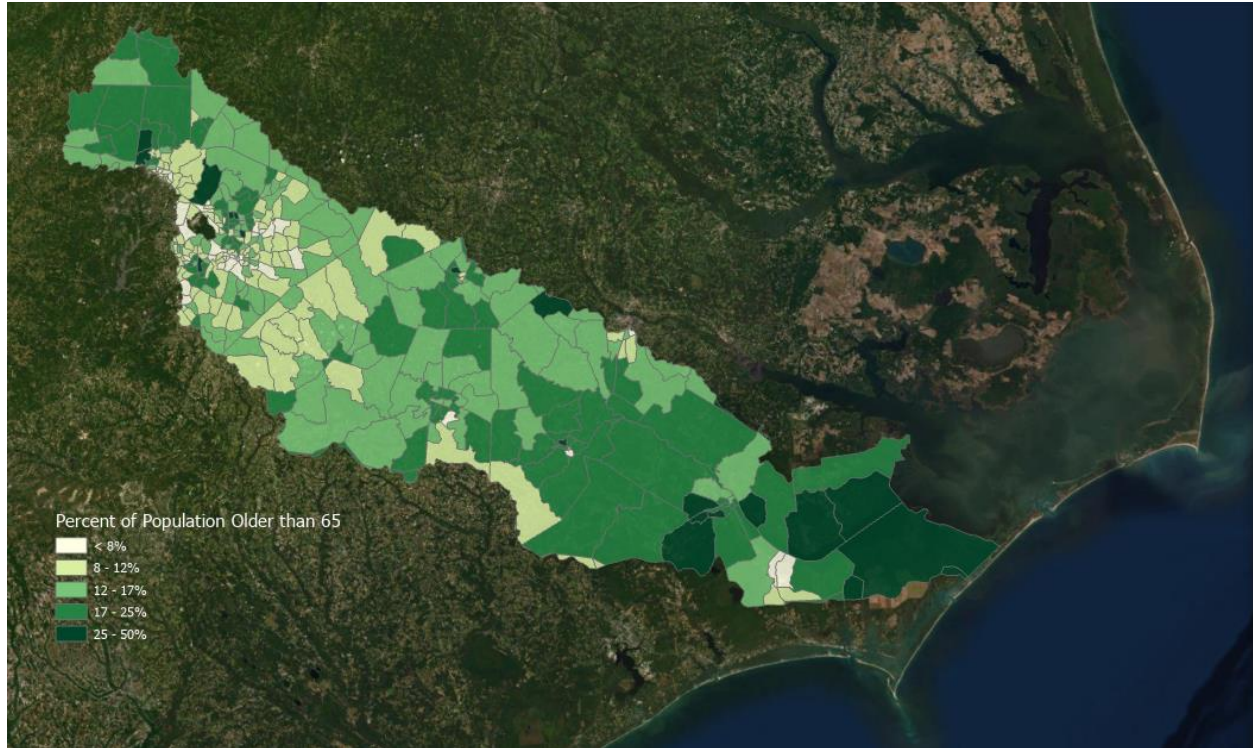 Percent of Population Older than 65
< 8%
8 - 12%
12 - 17%
17 - 25%
25 - 50%